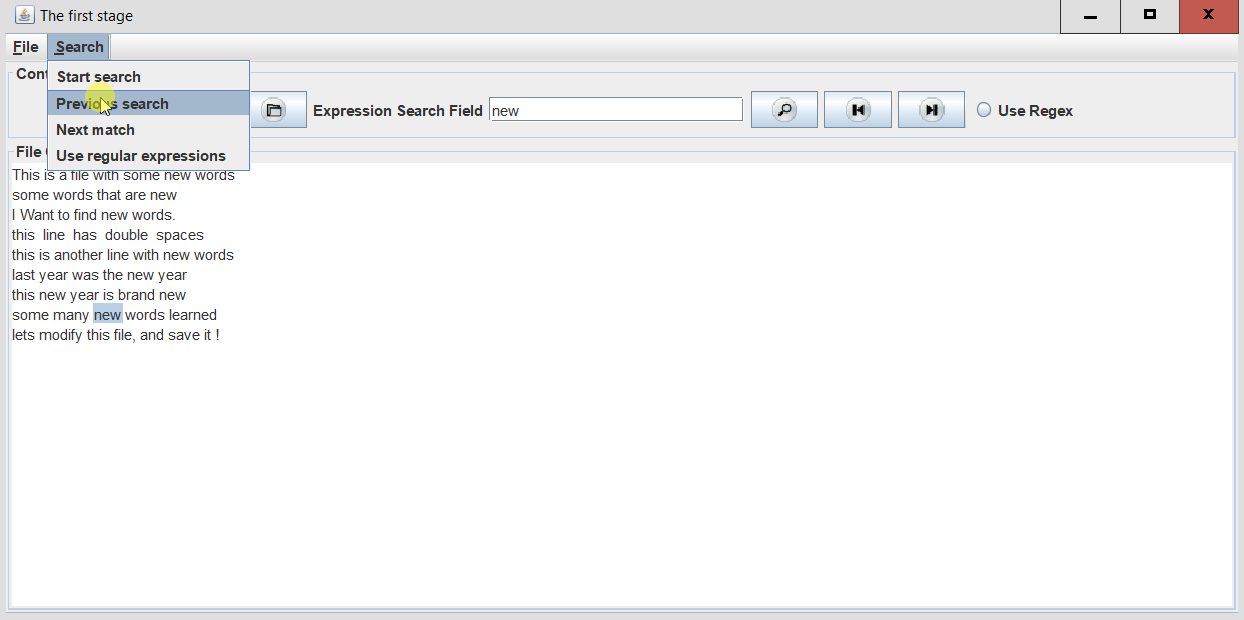 The first stage
File Search
Start search
Previous search
Next match
Use regular expressions
Cont
Expression Search Field new Use Regex
File
This is a file with some new words
some words that are new
I Want to find new words.
this  line  has  double  spaces
this is another line with new words
last year was the new year
this new year is brand new
some many new words learned
lets modify this file, and save it !